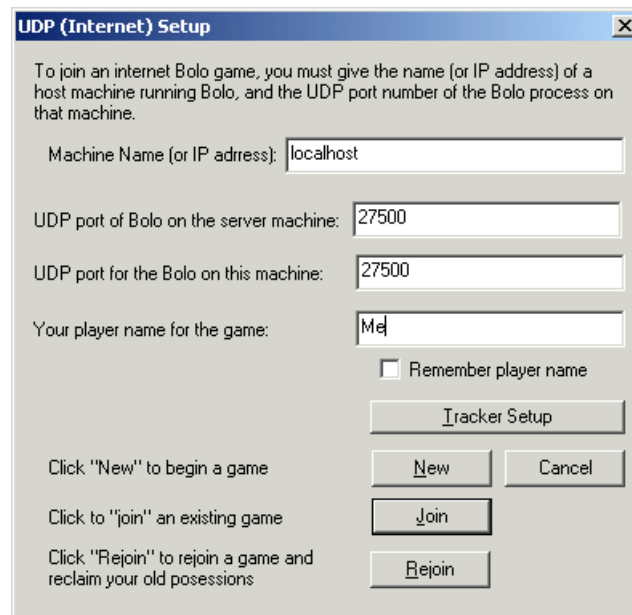 UDP (Internet) Setup
To join an internet Bolo game, you must give the name (or IP address) of a
host machine running Bolo, and the UDP port number of the Bolo process on
that machine.
Machine Name (or IP adrress): localhost
UDP port of Bolo on the server machine: 27500
UDP port for the Bolo on this machine: 27500
Your player name for the game: Me
Remember player name
Tracker Setup
Click "New" to begin a game New Cancel
Click to "join" an existing game Join
Click "Rejoin" to rejoin a game and
reclaim your old posessions Rejoin